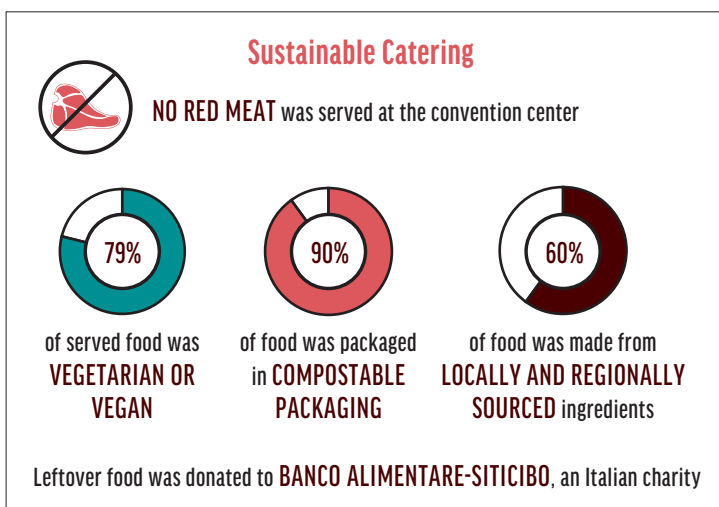 Sustainable Catering
NO RED MEAT was served at the convention center
79%
of served food was
VEGETARIAN OR
VEGAN
90%
of food was packaged
in COMPOSTABLE
PACKAGING
60%
of food was made from
LOCALLY AND REGIONALLY
SOURCED ingredients
Leftover food was donated to BANCO ALIMENTARE-SITICIBO, an Italian charity